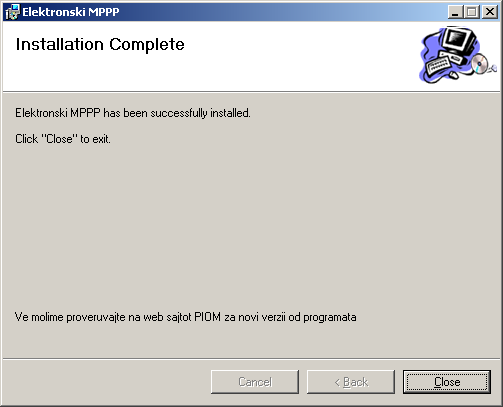 Elektronski MPPP
Installation Complete
Elektronski MPPP has been successfully installed.
Click "Close" to exit.
Ve molime proveruvajte na web sajtot PIOM za novi verzii od programata
Cancel
< Back
Close